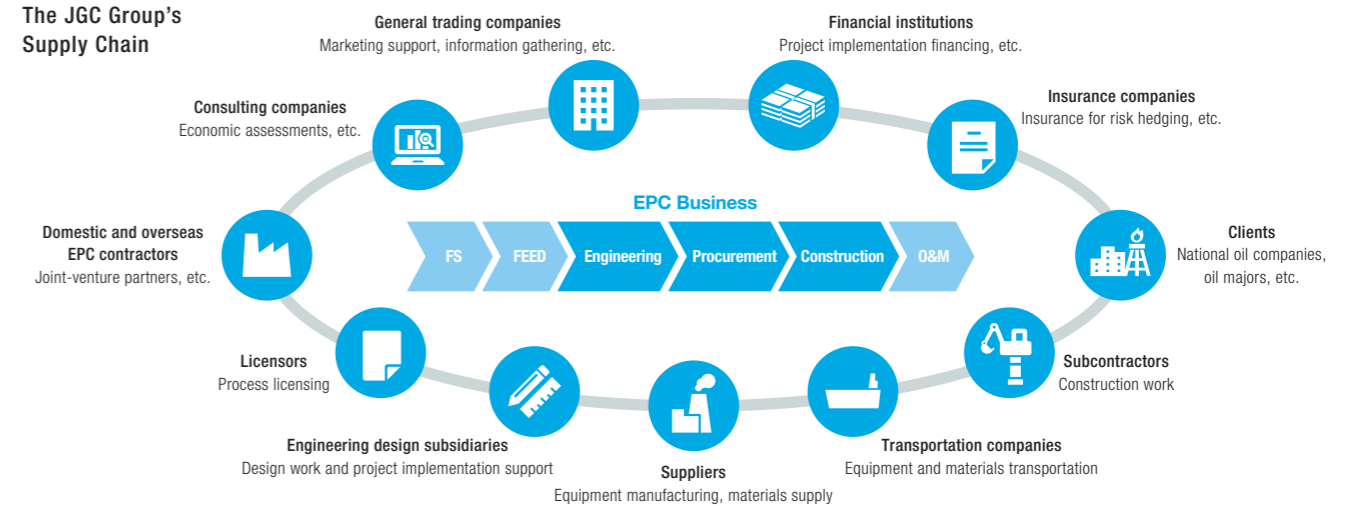 The JGC Group's
Supply Chain
General trading companies
Marketing support, information gathering, etc.
Financial institutions
Project implementation financing, etc.
Consulting companies
Economic assessments, etc.
Insurance companies
Insurance for risk hedging, etc.
EPC Business
Domestic and overseas
EPC contractors
Joint-venture partners, etc.
FS
FEED
Engineering
Procurement
Construction
O&M
Clients
National oil companies,
oil majors, etc.
Licensors
Process licensing
Subcontractors
Construction work
Engineering design subsidiaries
Design work and project implementation support
Suppliers
Equipment manufacturing, materials supply
Transportation companies
Equipment and materials transportation